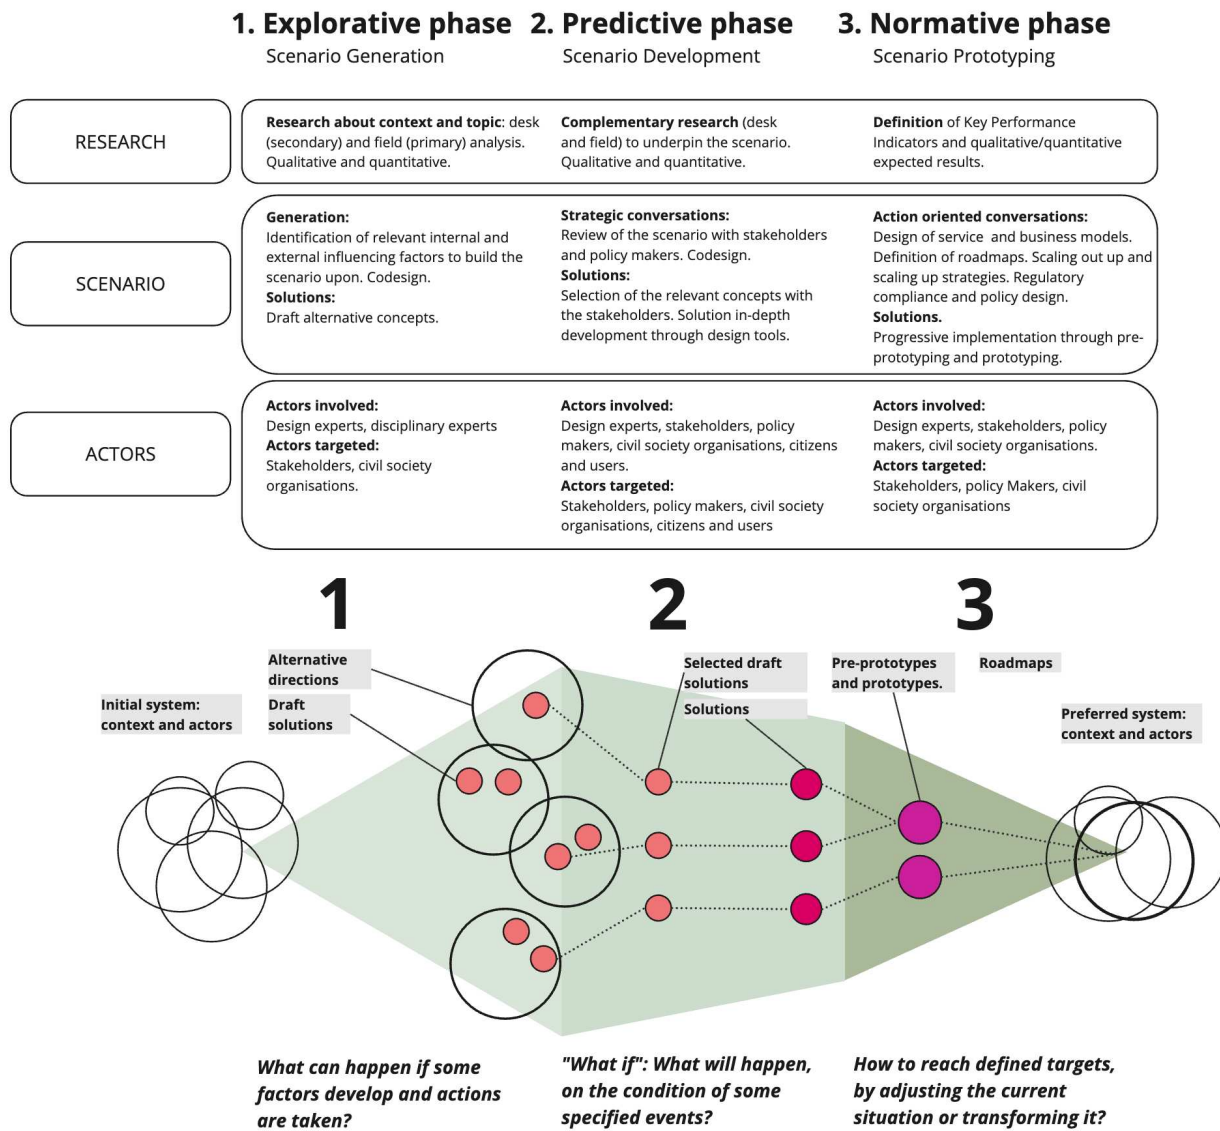 1. Explorative phase
Scenario Generation
2. Predictive phase
Scenario Development
3. Normative phase
Scenario Prototyping
RESEARCH
Research about context and topic: desk
(secondary) and field (primary) analysis.
Qualitative and quantitative.
Complementary research (desk
and field) to underpin the scenario.
Qualitative and quantitative.
Definition of Key Performance
Indicators and qualitative/quantitative
expected results.
SCENARIO
Generation:
Identification of relevant internal and
external influencing factors to build the
scenario upon. Codesign.
Solutions:
Draft alternative concepts.
Strategic conversations:
Review of the scenario with stakeholders
and policy makers. Codesign.
Solutions:
Selection of the relevant concepts with
the stakeholders. Solution in-depth
development through design tools.
Action oriented conversations:
Design of service and business models.
Definition of roadmaps. Scaling out up and
scaling up strategies. Regulatory
compliance and policy design.
Solutions.
Progressive implementation through pre-
prototyping and prototyping.
ACTORS
Actors involved:
Design experts, disciplinary experts
Actors targeted:
Stakeholders, civil society
organisations.
Actors involved:
Design experts, stakeholders, policy
makers, civil society organisations, citizens
and users.
Actors targeted:
Stakeholders, policy makers, civil society
organisations, citizens and users
Actors involved:
Design experts, stakeholders, policy
makers, civil society organisations.
Actors targeted:
Stakeholders, policy Makers, civil
society organisations
1
2
3
Initial system:
context and actors
Alternative
directions
Draft
solutions
Selected draft
solutions
Solutions
Pre-prototypes
and prototypes.
Roadmaps
Preferred system:
context and actors
What can happen if some
factors develop and actions
are taken?
"What if": What will happen,
on the condition of some
specified events?
How to reach defined targets,
by adjusting the current
situation or transforming it?